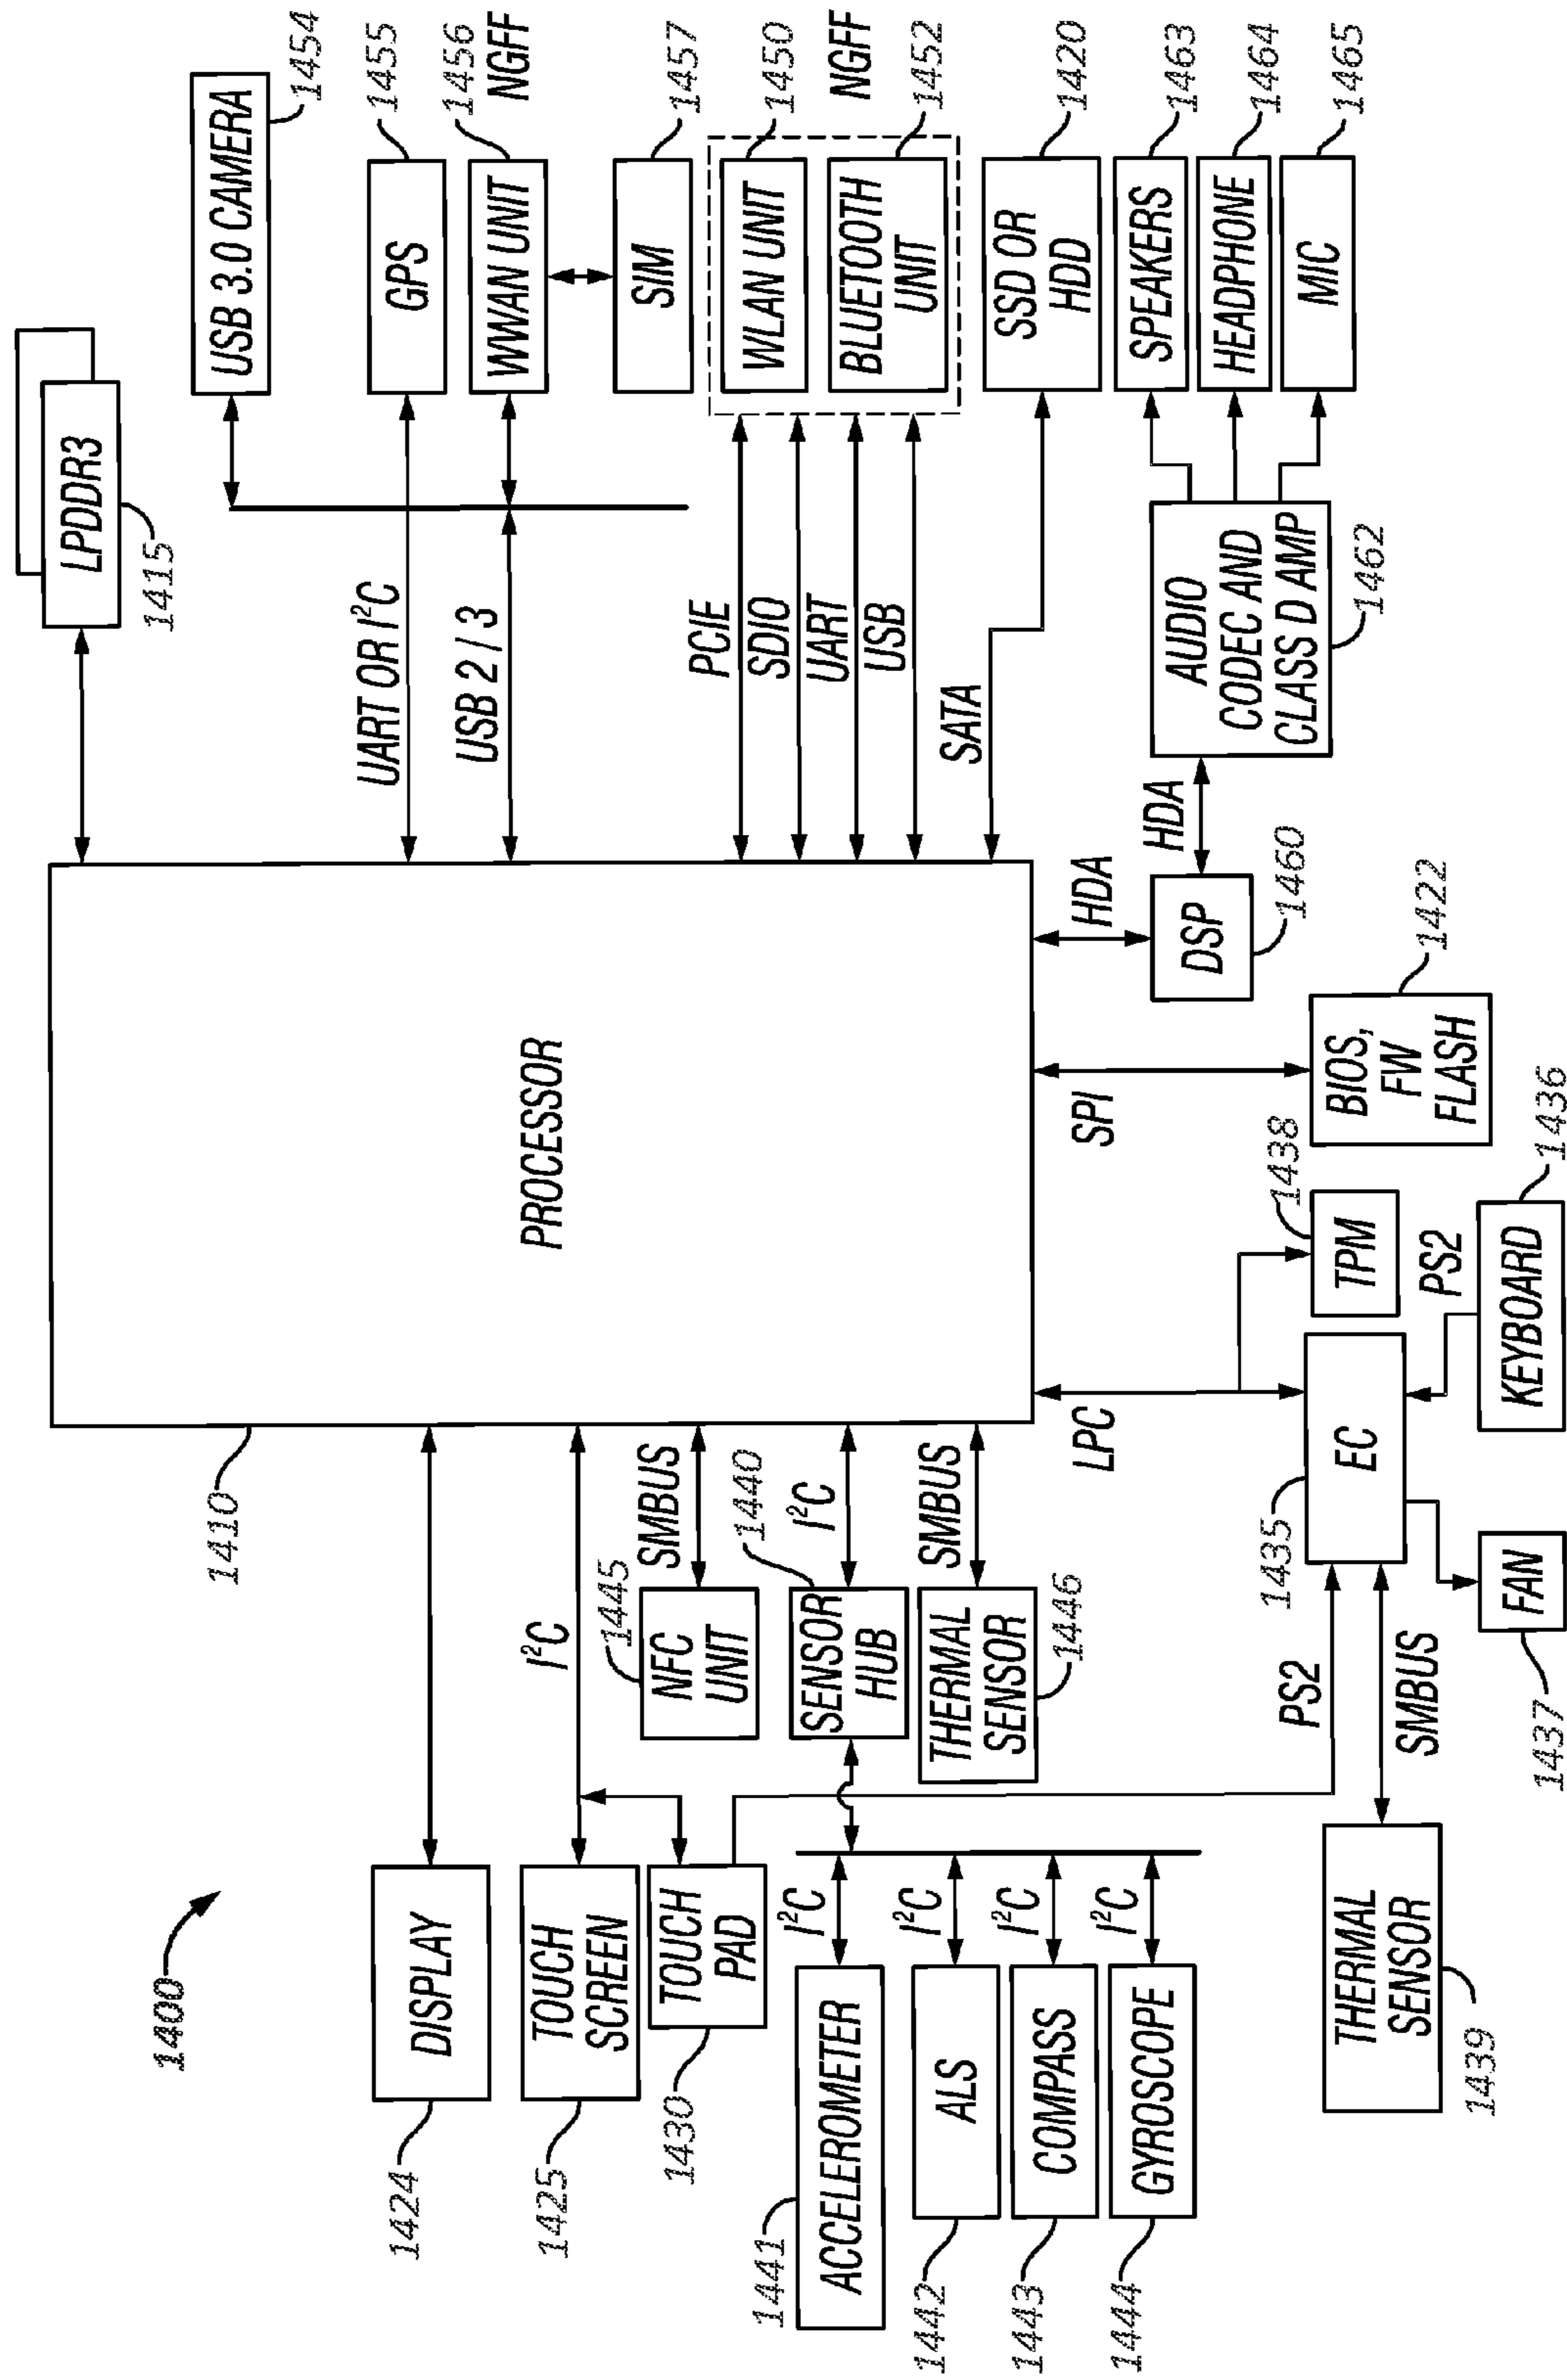 1400
1410
PROCESSOR
LPDDR3
1415
DISPLAY
1424
I²C
TOUCH
SCREEN
1425
TOUCH
PAD
1430
SMBUS
NFC
UNIT
1445
I²C
SENSOR
HUB
1440
SMBUS
THERMAL
SENSOR
1446
I²C
ACCELEROMETER
1441
I²C
ALS
1442
I²C
COMPASS
1443
I²C
GYROSCOPE
1444
USB 3.0 CAMERA
1454
UART OR I²C
GPS
1455
USB 2 / 3
WWAN UNIT
1456
NGFF
SIM
1457
PCIE
SDIO
UART
USB
WLAN UNIT
1450
BLUETOOTH
UNIT
NGFF
1452
SATA
SSD OR
HDD
1420
HDA
DSP
1460
HDA
AUDIO
CODEC AND
CLASS D AMP
1462
SPEAKERS
1463
HEADPHONE
1464
MIC
1465
SPI
BIOS,
FW
FLASH
1422
LPC
TPM
1438
EC
1435
PS2
KEYBOARD
1436
PS2
SMBUS
THERMAL
SENSOR
1439
FAN
1437